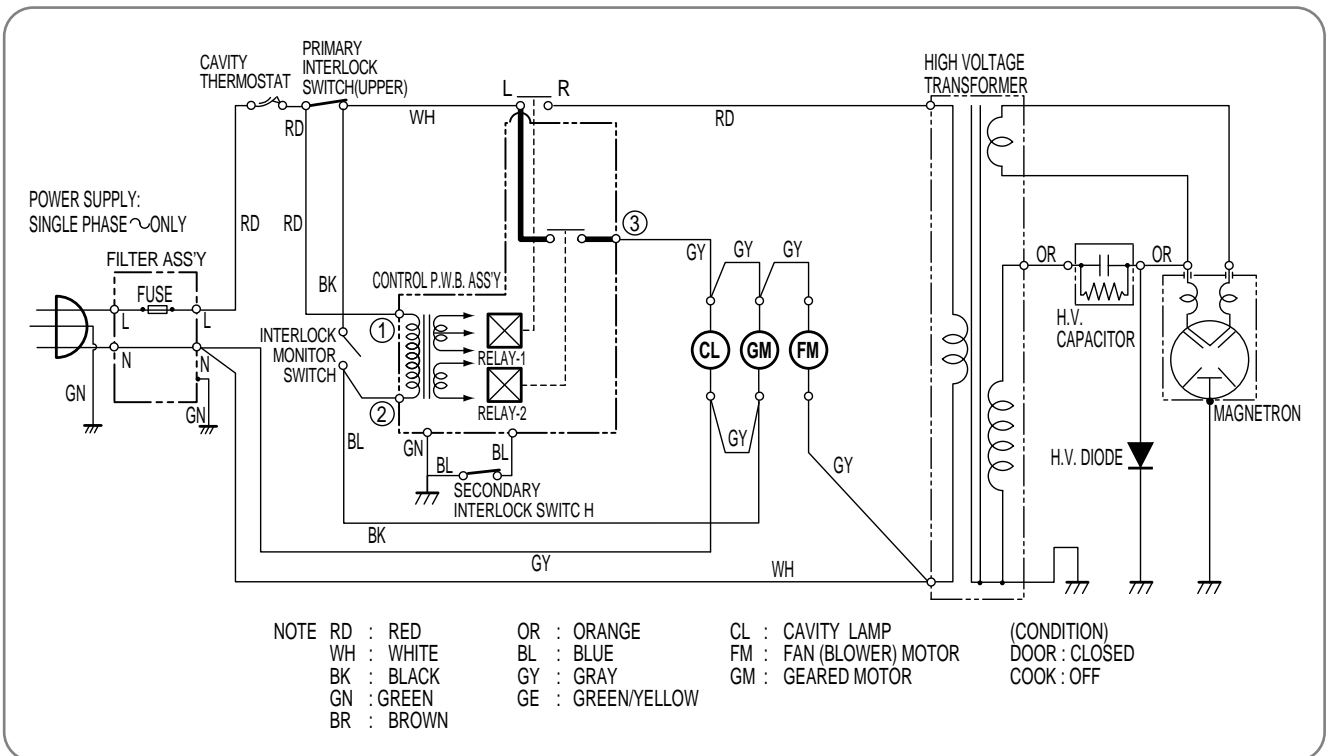 PRIMARY
INTERLOCK
SWITCH(UPPER)
CAVITY
THERMOSTAT
HIGH VOLTAGE
TRANSFORMER
L R
RD
WH
RD
POWER SUPPLY:
SINGLE PHASE ~ ONLY
RD
RD
③
GY
GY
GY
FILTER ASS'Y
FUSE
L
L
N
N
GN
GN
BK
CONTROL P.W.B. ASS'Y
①
②
INTERLOCK
MONITOR
SWITCH
RELAY-1
RELAY-2
CL
GM
FM
OR
OR
H.V.
CAPACITOR
MAGNETRON
H.V. DIODE
BL
GN
BL
BL
SECONDARY
INTERLOCK SWITC H
GY
GY
BK
GY
WH
NOTE RD : RED
WH : WHITE
BK : BLACK
GN : GREEN
BR : BROWN
OR : ORANGE
BL : BLUE
GY : GRAY
GE : GREEN/YELLOW
CL : CAVITY LAMP
FM : FAN (BLOWER) MOTOR
GM : GEARED MOTOR
(CONDITION)
DOOR : CLOSED
COOK : OFF